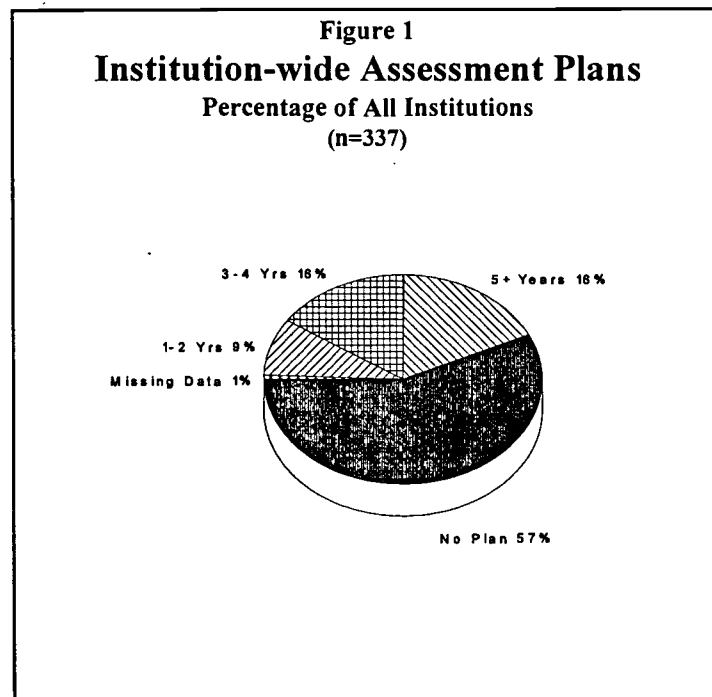 Figure 1
Institution-wide Assessment Plans
Percentage of All Institutions
(n=337)
3-4 Yrs 16%
5+ Years 16%
1-2 Yrs 9%
Missing Data 1%
No Plan 57%